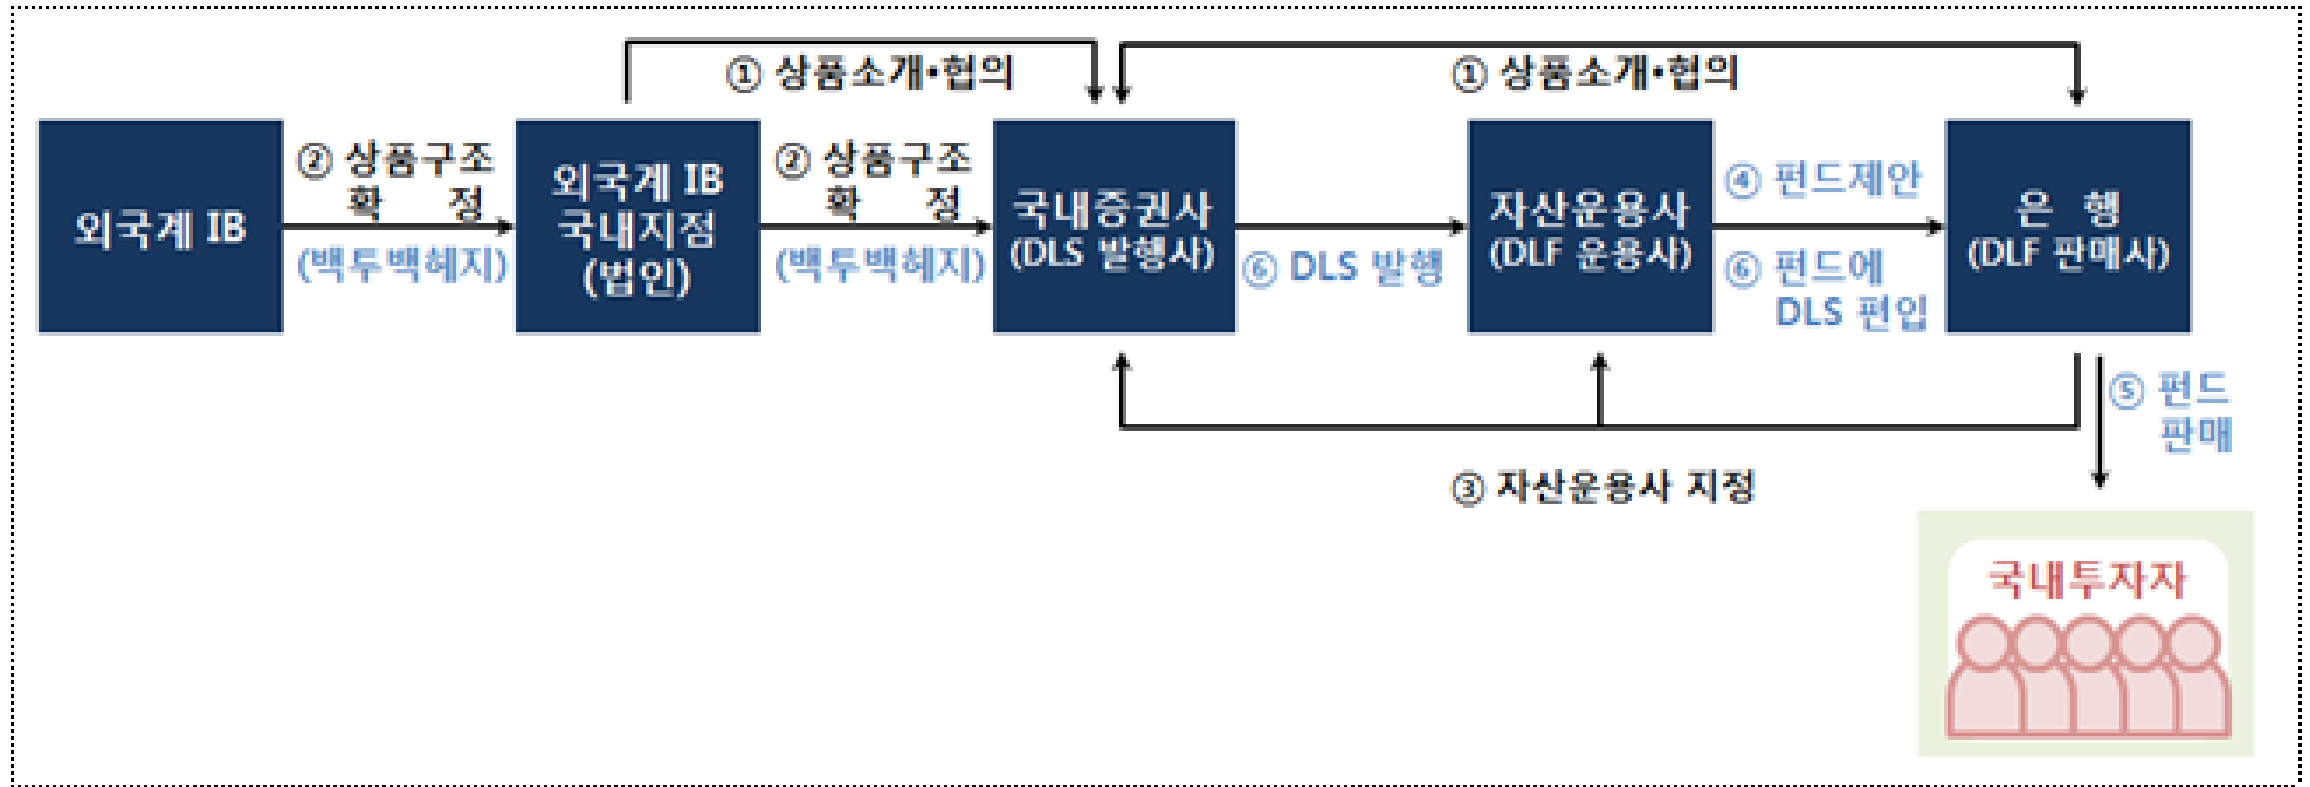 ① 상품소개•협의
① 상품소개•협의
외국계 IB
② 상품구조
확 정
(백투백헤지)
외국계 IB
국내지점
(법인)
② 상품구조
확 정
(백투백헤지)
국내증권사
(DLS 발행사)
⑥ DLS 발행
자산운용사
(DLF 운용사)
④ 펀드제안
⑥ 펀드에
DLS 편입
은 행
(DLF 판매사)
⑤ 펀드
판매
③ 자산운용사 지정
국내투자자